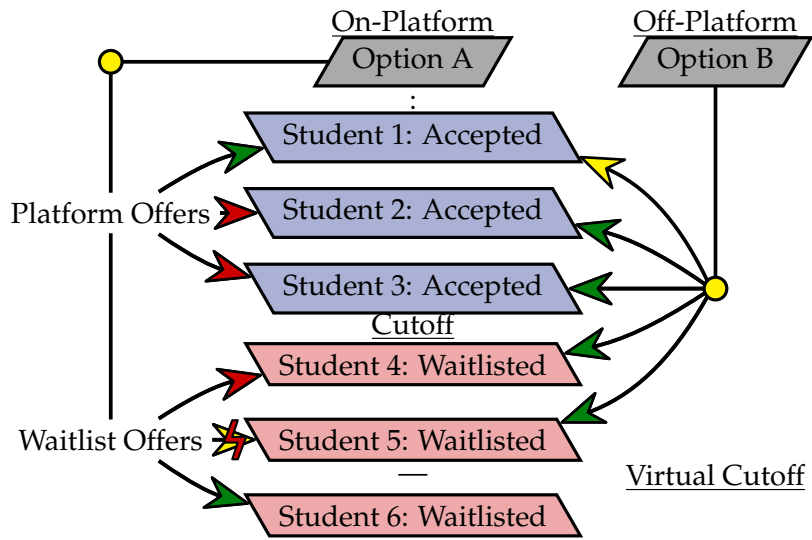 On-Platform
Off-Platform
Option A
Option B
:
Student 1: Accepted
Platform Offers
Student 2: Accepted
Student 3: Accepted
Cutoff
Student 4: Waitlisted
Waitlist Offers
Student 5: Waitlisted
—
Virtual Cutoff
Student 6: Waitlisted